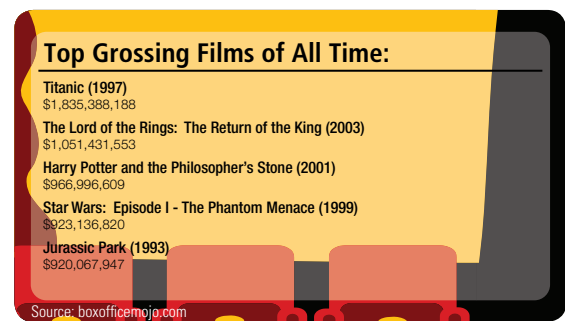 Top Grossing Films of All Time:
Titanic (1997)
$1,835,388,188
The Lord of the Rings:  The Return of the King (2003)
$1,051,431,553
Harry Potter and the Philosopher's Stone (2001)
$966,996,609
Star Wars:  Episode I - The Phantom Menace (1999)
$923,136,820
Jurassic Park (1993)
$920,067,947
Source: boxofficemojo.com